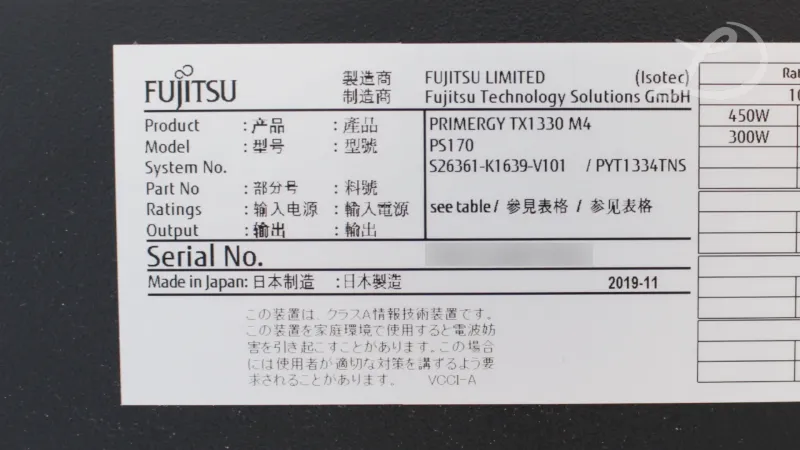 FUJITSU
製造商 FUJITSU LIMITED (Isotec)
制造商 Fujitsu Technology Solutions GmbH
Product :产品 :產品 PRIMERGY TX1330 M4
Model :型号 :型號 PS170
System No. S26361-K1639-V101 / PYT1334TNS
Part No :部分号 :料號
Ratings :输入电源 :輸入電源 see table / 參見表格 / 参见表格
Output :输出 :輸出
Serial No.
Made in Japan:日本制造 :日本製造 2019-11
この装置は、クラスA情報技術装置です。
この装置を家庭環境で使用すると電波妨
害を引き起こすことがあります。この場合
には使用者が適切な対策を講ずるよう要
求されることがあります。 VCCI-A
450W
300W